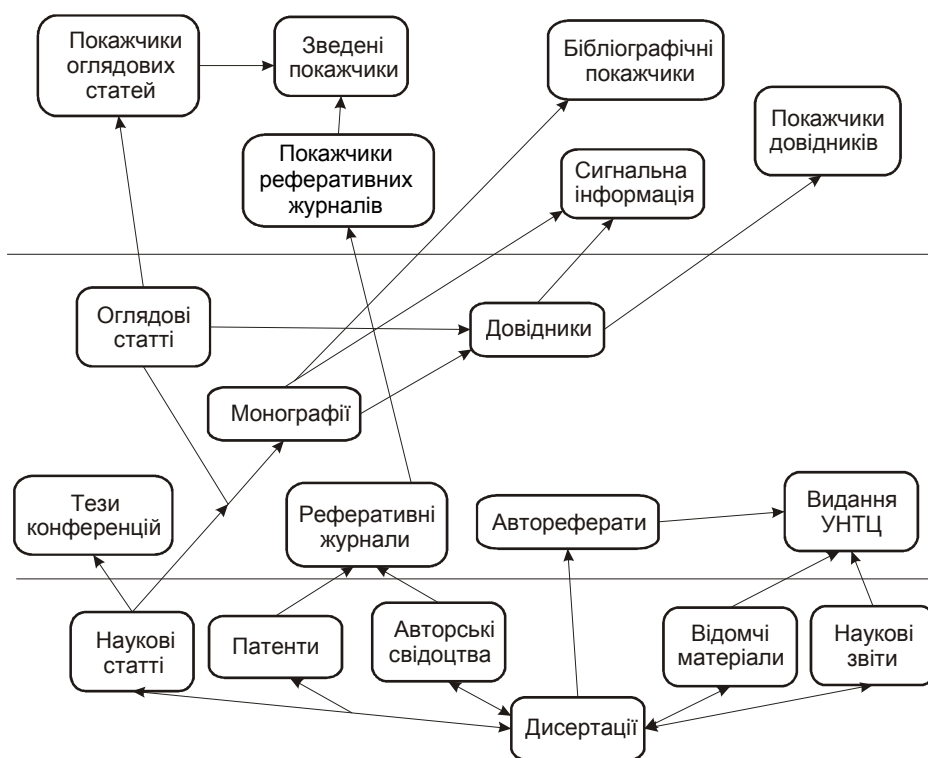 Покажчики
оглядових
статей
Зведені
покажчики
Бібліографічні
покажчики
Покажчики
довідників
Покажчики
реферативних
журналів
Сигнальна
інформація
Оглядові
статті
Довідники
Монографії
Тези
конференцій
Реферативні
журнали
Автореферати
Видання
УНТЦ
Наукові
статті
Патенти
Авторські
свідоцтва
Відомчі
матеріали
Наукові
звіти
Дисертації